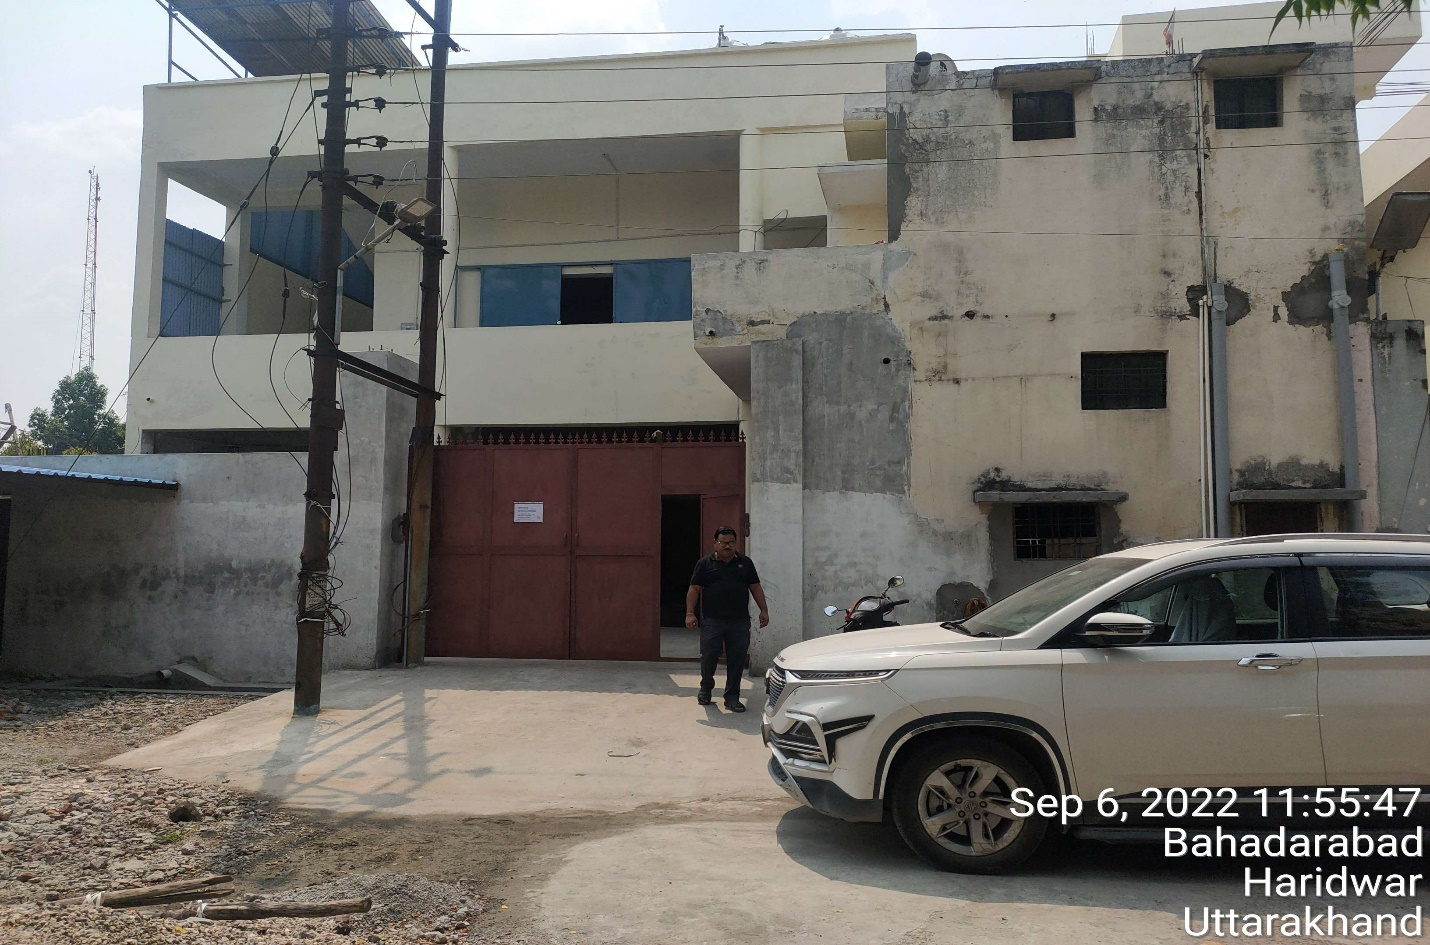 Sep 6, 2022 11:55:47
Bahadarabad
Haridwar
Uttarakhand